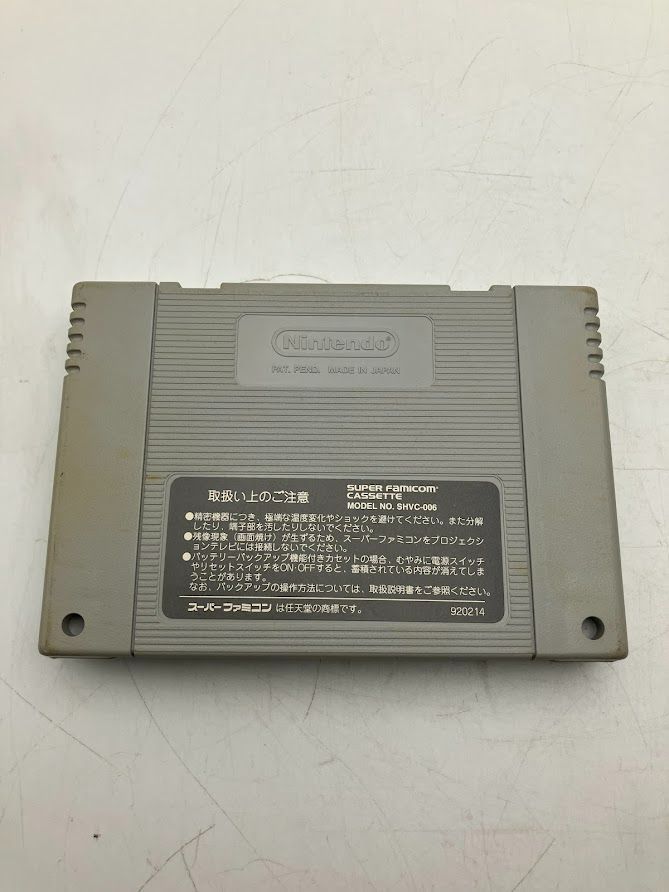 Nintendo®
PAT. PEND. MADE IN JAPAN
取扱い上のご注意
SUPER FAMICOM®
CASSETTE
MODEL NO. SHVC-006
●精密機器につき、極端な温度変化やショックを避けてください。また分解
したり、端子部を汚したりしないでください。
●残像現象（画面焼け）が生ずるため、スーパーファミコンをプロジェクシ
ョンテレビには接続しないでください。
●バッテリーバックアップ機能付きカセットの場合、むやみに電源スイッチ
やリセットスイッチをON・OFFすると、蓄積されている内容が消えてしま
うことがあります。
なお、バックアップの操作方法については、取扱説明書をご参照ください。
スーパーファミコン は任天堂の商標です。
920214